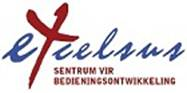 excelsus
SENTRUM VIR
BEDIENINGSONTWIKKELING